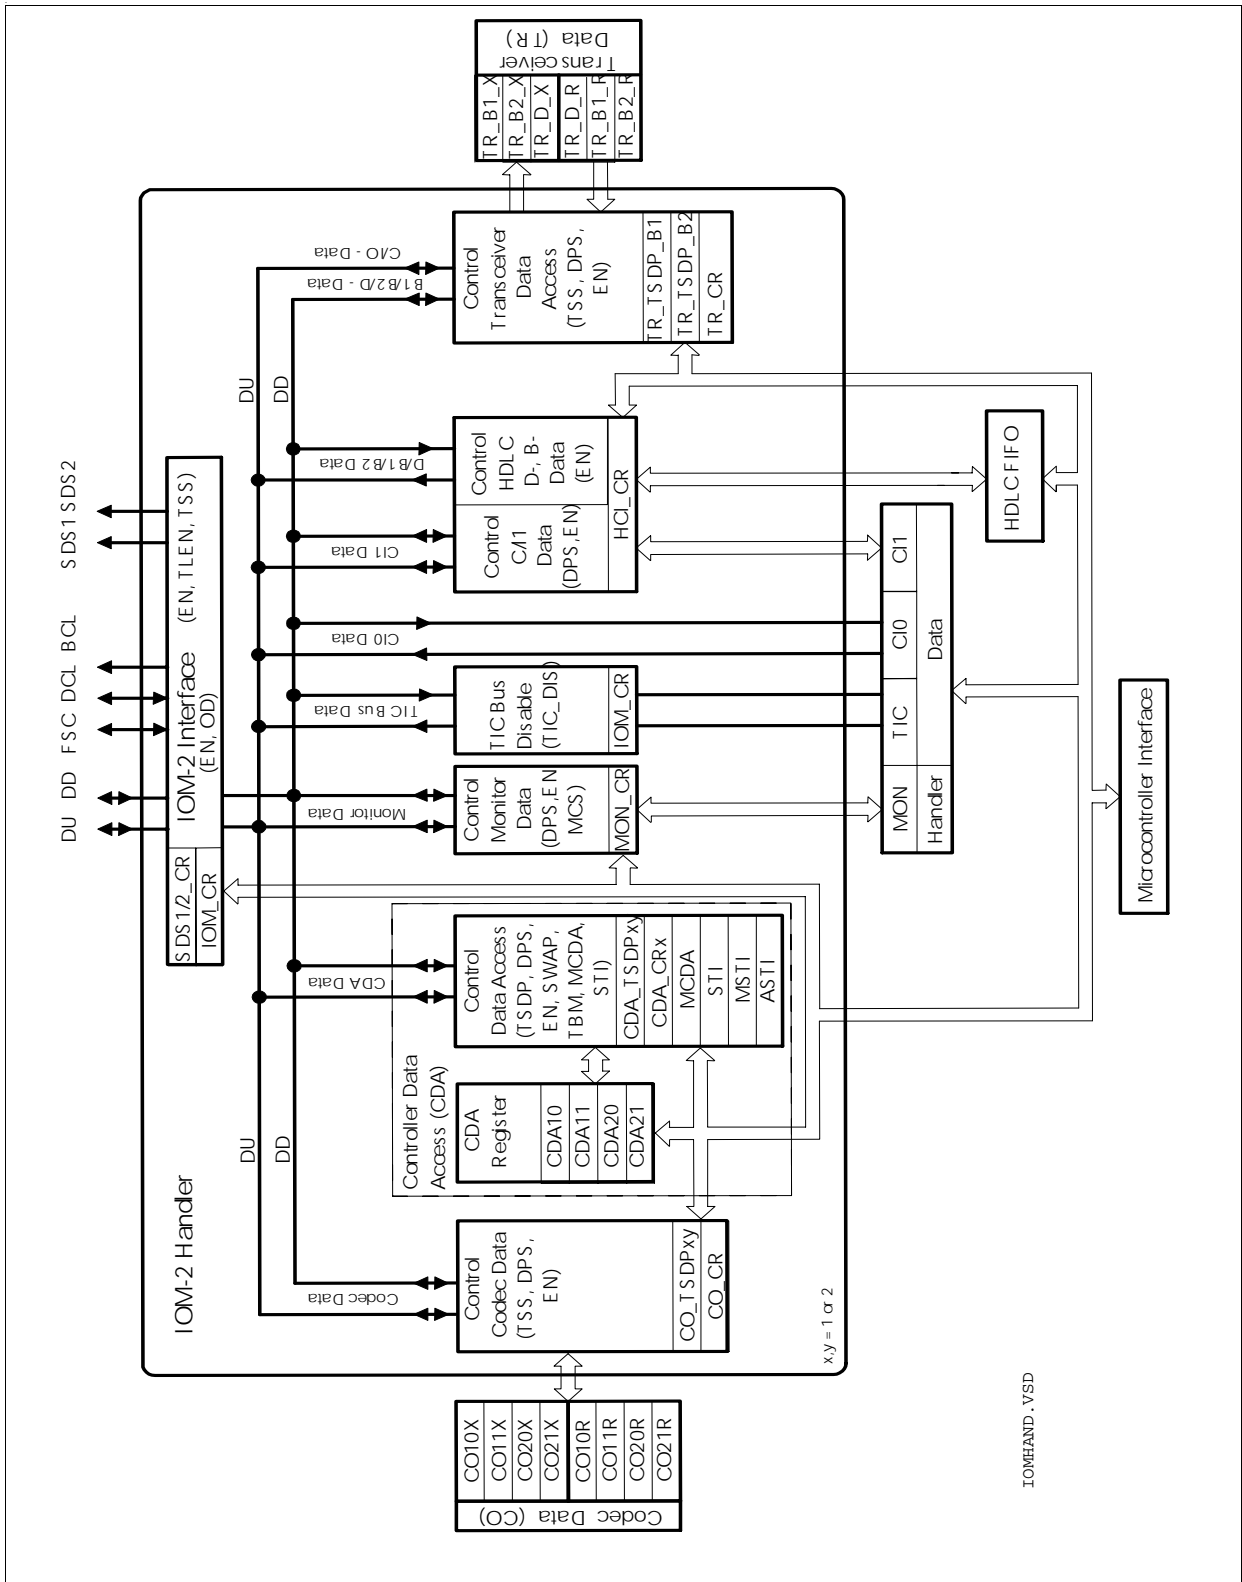 IOM-2 Handler
SDS1/2_CR
IOM_CR
IOM-2 Interface
(EN, OD)
(EN, TLEN, TSS)
DU
DD
FSC
DCL
BCL
SDS1
SDS2
DU
DD
DU
DD
Codec Data
CDA Data
Monitor Data
TIC Bus Data
CI0 Data
CI1 Data
D/B1/B2 Data
B1/B2/D - Data
C/I0 - Data
Codec Data (CO)
CO10X
CO11X
CO20X
CO21X
CO10R
CO11R
CO20R
CO21R
Control
Codec Data
(TSS, DPS,
EN)
CO_TSDPxy
CO_CR
Controller Data
Access (CDA)
CDA
Register
CDA10
CDA11
CDA20
CDA21
Control
Data Access
(TSDP, DPS,
EN, SWAP,
TBM, MCDA,
STI)
CDA_TSDPxy
CDA_CRx
MCDA
STI
MSTI
ASTI
Control
Monitor
Data
(DPS,EN
MCS)
MON_CR
TIC Bus
Disable
(TIC_DIS)
IOM_CR
Control
C/I1
Data
(DPS,EN)
Control
HDLC
D-, B-
Data
(EN)
HCI_CR
Control
Transceiver
Data
Access
(TSS, DPS,
EN)
TR_TSDP_B1
TR_TSDP_B2
TR_CR
TR_B1_X
TR_B2_X
TR_D_X
TR_D_R
TR_B1_R
TR_B2_R
Transceiver
Data (TR)
MON
TIC
CI0
CI1
Handler
Data
HDLC FIFO
Microcontroller Interface
x,y = 1 or 2
IOMHAND.VSD